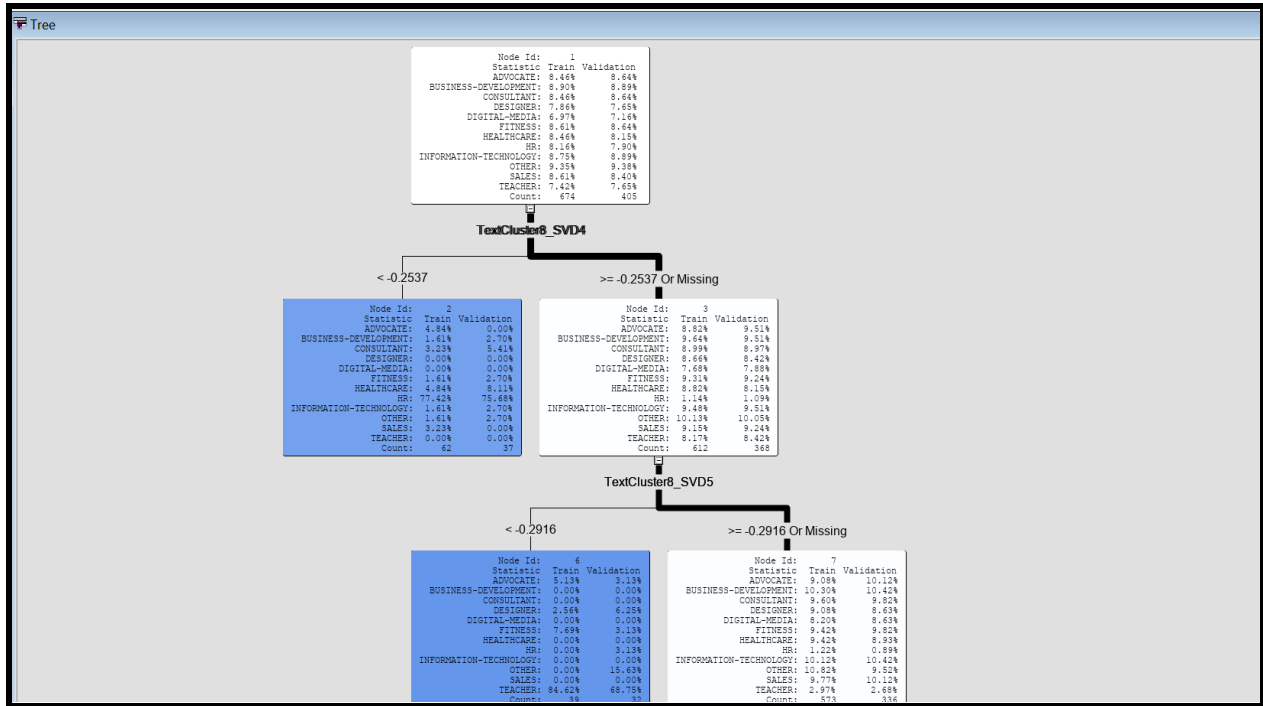 Tree
Node Id: 1
Statistic Train Validation
ADVOCATE: 8.46% 8.64%
BUSINESS-DEVELOPMENT: 8.90% 8.89%
CONSULTANT: 8.46% 8.64%
DESIGNER: 7.86% 7.65%
DIGITAL-MEDIA: 6.97% 7.16%
FITNESS: 8.61% 8.64%
HEALTHCARE: 8.46% 8.15%
HR: 8.16% 7.90%
INFORMATION-TECHNOLOGY: 8.75% 8.89%
OTHER: 9.35% 9.38%
SALES: 8.61% 8.40%
TEACHER: 7.42% 7.65%
Count: 674 405
TextCluster8_SVD4
< -0.2537
>= -0.2537 Or Missing
Node Id: 2
Statistic Train Validation
ADVOCATE: 4.84% 0.00%
BUSINESS-DEVELOPMENT: 1.61% 2.70%
CONSULTANT: 3.23% 5.41%
DESIGNER: 0.00% 0.00%
DIGITAL-MEDIA: 0.00% 0.00%
FITNESS: 1.61% 2.70%
HEALTHCARE: 4.84% 8.11%
HR: 77.42% 75.68%
INFORMATION-TECHNOLOGY: 1.61% 2.70%
OTHER: 1.61% 2.70%
SALES: 3.23% 0.00%
TEACHER: 0.00% 0.00%
Count: 62 37
Node Id: 3
Statistic Train Validation
ADVOCATE: 8.82% 9.51%
BUSINESS-DEVELOPMENT: 9.64% 9.51%
CONSULTANT: 8.99% 8.97%
DESIGNER: 8.66% 8.42%
DIGITAL-MEDIA: 7.68% 7.88%
FITNESS: 9.31% 9.24%
HEALTHCARE: 8.82% 8.15%
HR: 1.14% 1.09%
INFORMATION-TECHNOLOGY: 9.48% 9.51%
OTHER: 10.13% 10.05%
SALES: 9.15% 9.24%
TEACHER: 8.17% 8.42%
Count: 612 368
TextCluster8_SVD5
< -0.2916
>= -0.2916 Or Missing
Node Id: 6
Statistic Train Validation
ADVOCATE: 5.13% 3.13%
BUSINESS-DEVELOPMENT: 0.00% 0.00%
CONSULTANT: 0.00% 0.00%
DESIGNER: 2.56% 6.25%
DIGITAL-MEDIA: 0.00% 0.00%
FITNESS: 7.69% 3.13%
HEALTHCARE: 0.00% 0.00%
HR: 0.00% 3.13%
INFORMATION-TECHNOLOGY: 0.00% 0.00%
OTHER: 0.00% 15.63%
SALES: 0.00% 0.00%
TEACHER: 84.62% 68.75%
Count: 39 32
Node Id: 7
Statistic Train Validation
ADVOCATE: 9.08% 10.12%
BUSINESS-DEVELOPMENT: 10.30% 10.42%
CONSULTANT: 9.60% 9.82%
DESIGNER: 9.08% 8.63%
DIGITAL-MEDIA: 8.20% 8.63%
FITNESS: 9.42% 9.82%
HEALTHCARE: 9.42% 8.93%
HR: 1.22% 0.89%
INFORMATION-TECHNOLOGY: 10.12% 10.42%
OTHER: 10.82% 9.52%
SALES: 9.77% 10.12%
TEACHER: 2.97% 2.68%
Count: 573 336